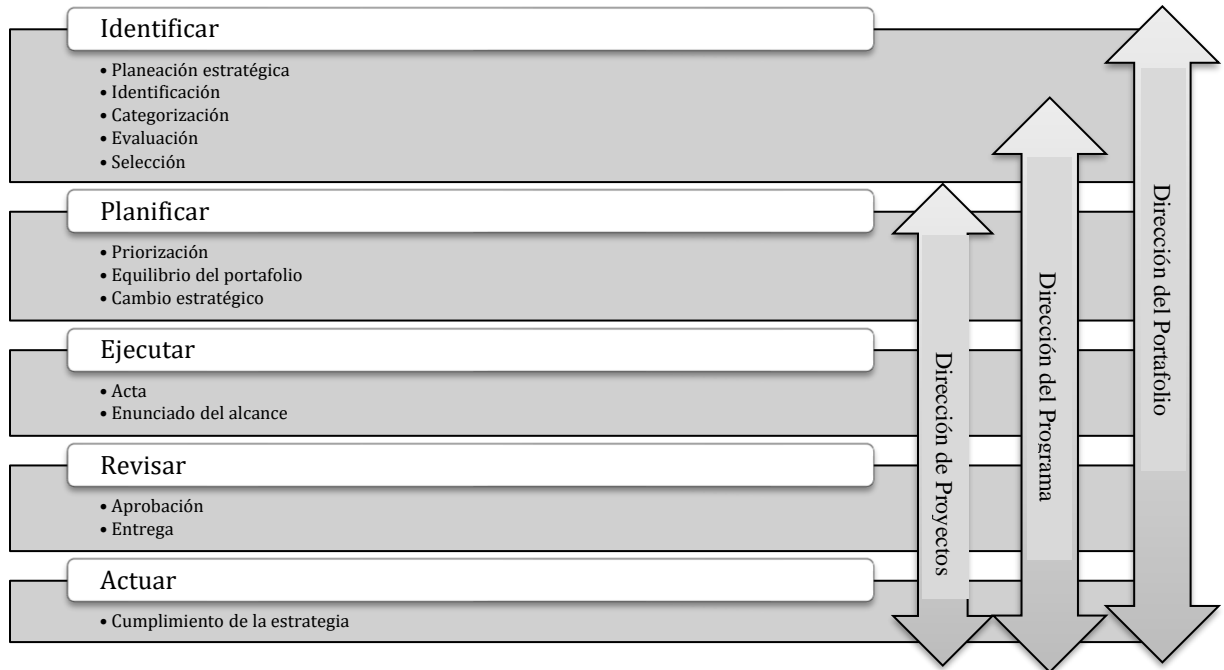 Identificar
• Planeación estratégica
• Identificación
• Categorización
• Evaluación
• Selección
Planificar
• Priorización
• Equilibrio del portafolio
• Cambio estratégico
Ejecutar
• Acta
• Enunciado del alcance
Revisar
• Aprobación
• Entrega
Actuar
• Cumplimiento de la estrategia
Dirección de Proyectos
Dirección del Programa
Dirección del Portafolio